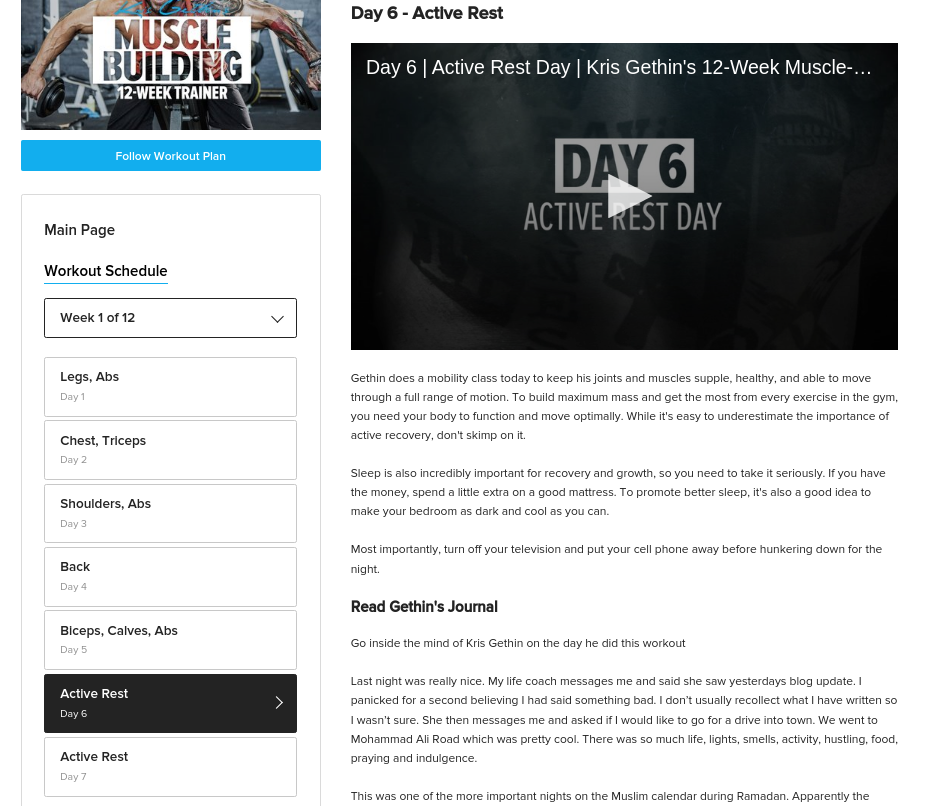 Kris Gethin
MUSCLE
BUILDING
12-WEEK TRAINER
Follow Workout Plan
Main Page
Workout Schedule
Week 1 of 12
Legs, Abs
Day 1
Chest, Triceps
Day 2
Shoulders, Abs
Day 3
Back
Day 4
Biceps, Calves, Abs
Day 5
Active Rest
Day 6
Active Rest
Day 7
Day 6 - Active Rest
Day 6 | Active Rest Day | Kris Gethin's 12-Week Muscle-…
DAY 6
ACTIVE REST DAY
Gethin does a mobility class today to keep his joints and muscles supple, healthy, and able to move
through a full range of motion. To build maximum mass and get the most from every exercise in the gym,
you need your body to function and move optimally. While it's easy to underestimate the importance of
active recovery, don't skimp on it.
Sleep is also incredibly important for recovery and growth, so you need to take it seriously. If you have
the money, spend a little extra on a good mattress. To promote better sleep, it's also a good idea to
make your bedroom as dark and cool as you can.
Most importantly, turn off your television and put your cell phone away before hunkering down for the
night.
Read Gethin's Journal
Go inside the mind of Kris Gethin on the day he did this workout
Last night was really nice. My life coach messages me and said she saw yesterdays blog update. I
panicked for a second believing I had said something bad. I don't usually recollect what I have written so
I wasn't sure. She then messages me and asked if I would like to go for a drive into town. We went to
Mohammad Ali Road which was pretty cool. There was so much life, lights, smells, activity, hustling, food,
praying and indulgence.
This was one of the more important nights on the Muslim calendar during Ramadan. Apparently the